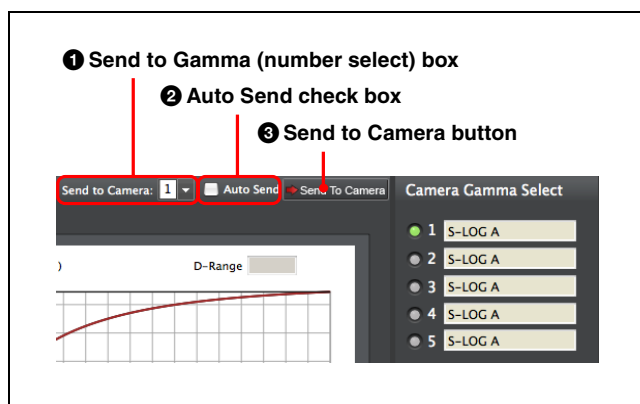 ❶ Send to Gamma (number select) box
❷ Auto Send check box
❸ Send to Camera button
Send to Camera: 1 Auto Send Send To Camera
Camera Gamma Select
1 S-LOG A
2 S-LOG A
3 S-LOG A
4 S-LOG A
5 S-LOG A
) D-Range